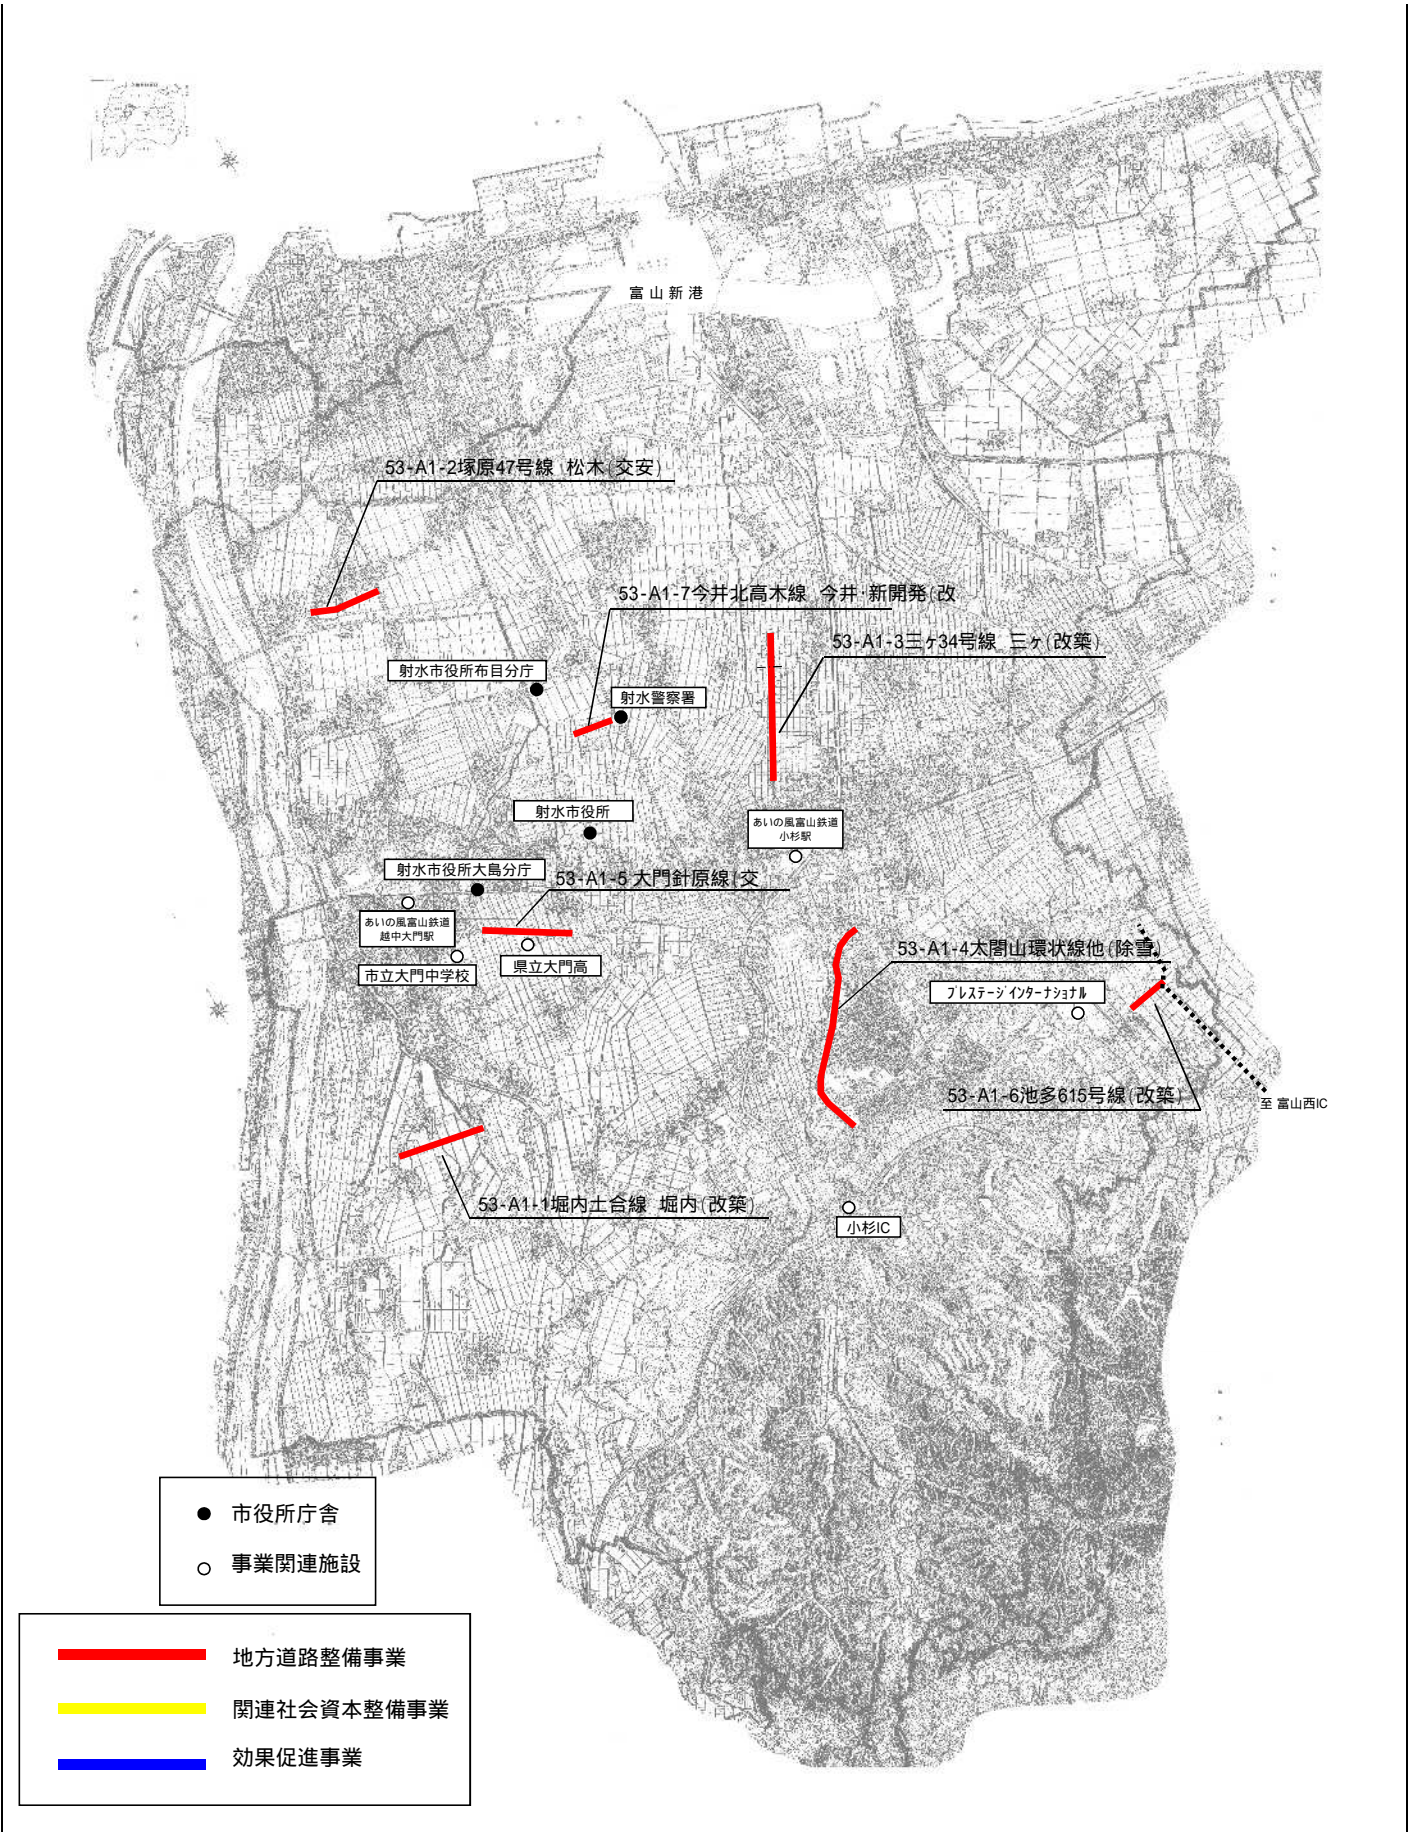 富山新港
53-A1-2塚原47号線 松木(交安)
53-A1-7今井北高木線 今井・新開発(改
53-A1-3三ヶ34号線 三ヶ(改築)
射水市役所布目分庁
射水警察署
射水市役所
あいの風富山鉄道
小杉駅
射水市役所大島分庁
53-A1-5 大門針原線(交
あいの風富山鉄道
越中大門駅
市立大門中学校
県立大門高
53-A1-4太閤山環状線他(除雪)
プレステージインターナショナル
53-A1-6池多615号線(改築)
至 富山西IC
53-A1-1堀内土合線 堀内(改築)
小杉IC
市役所庁舎
事業関連施設
地方道路整備事業
関連社会資本整備事業
効果促進事業